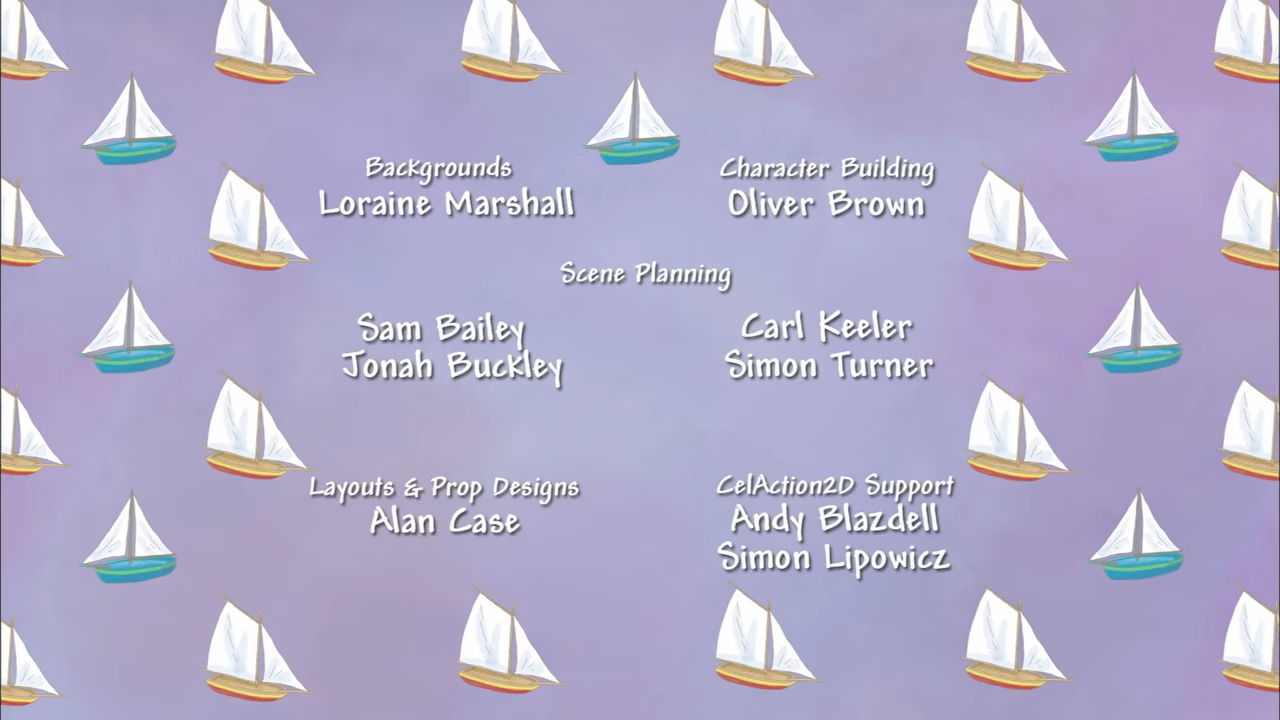 Backgrounds
Loraine Marshall
Character Building
Oliver Brown
Scene Planning
Sam Bailey
Jonah Buckley
Carl Keeler
Simon Turner
Layouts & Prop Designs
Alan Case
CelAction2D Support
Andy Blazdell
Simon Lipowicz